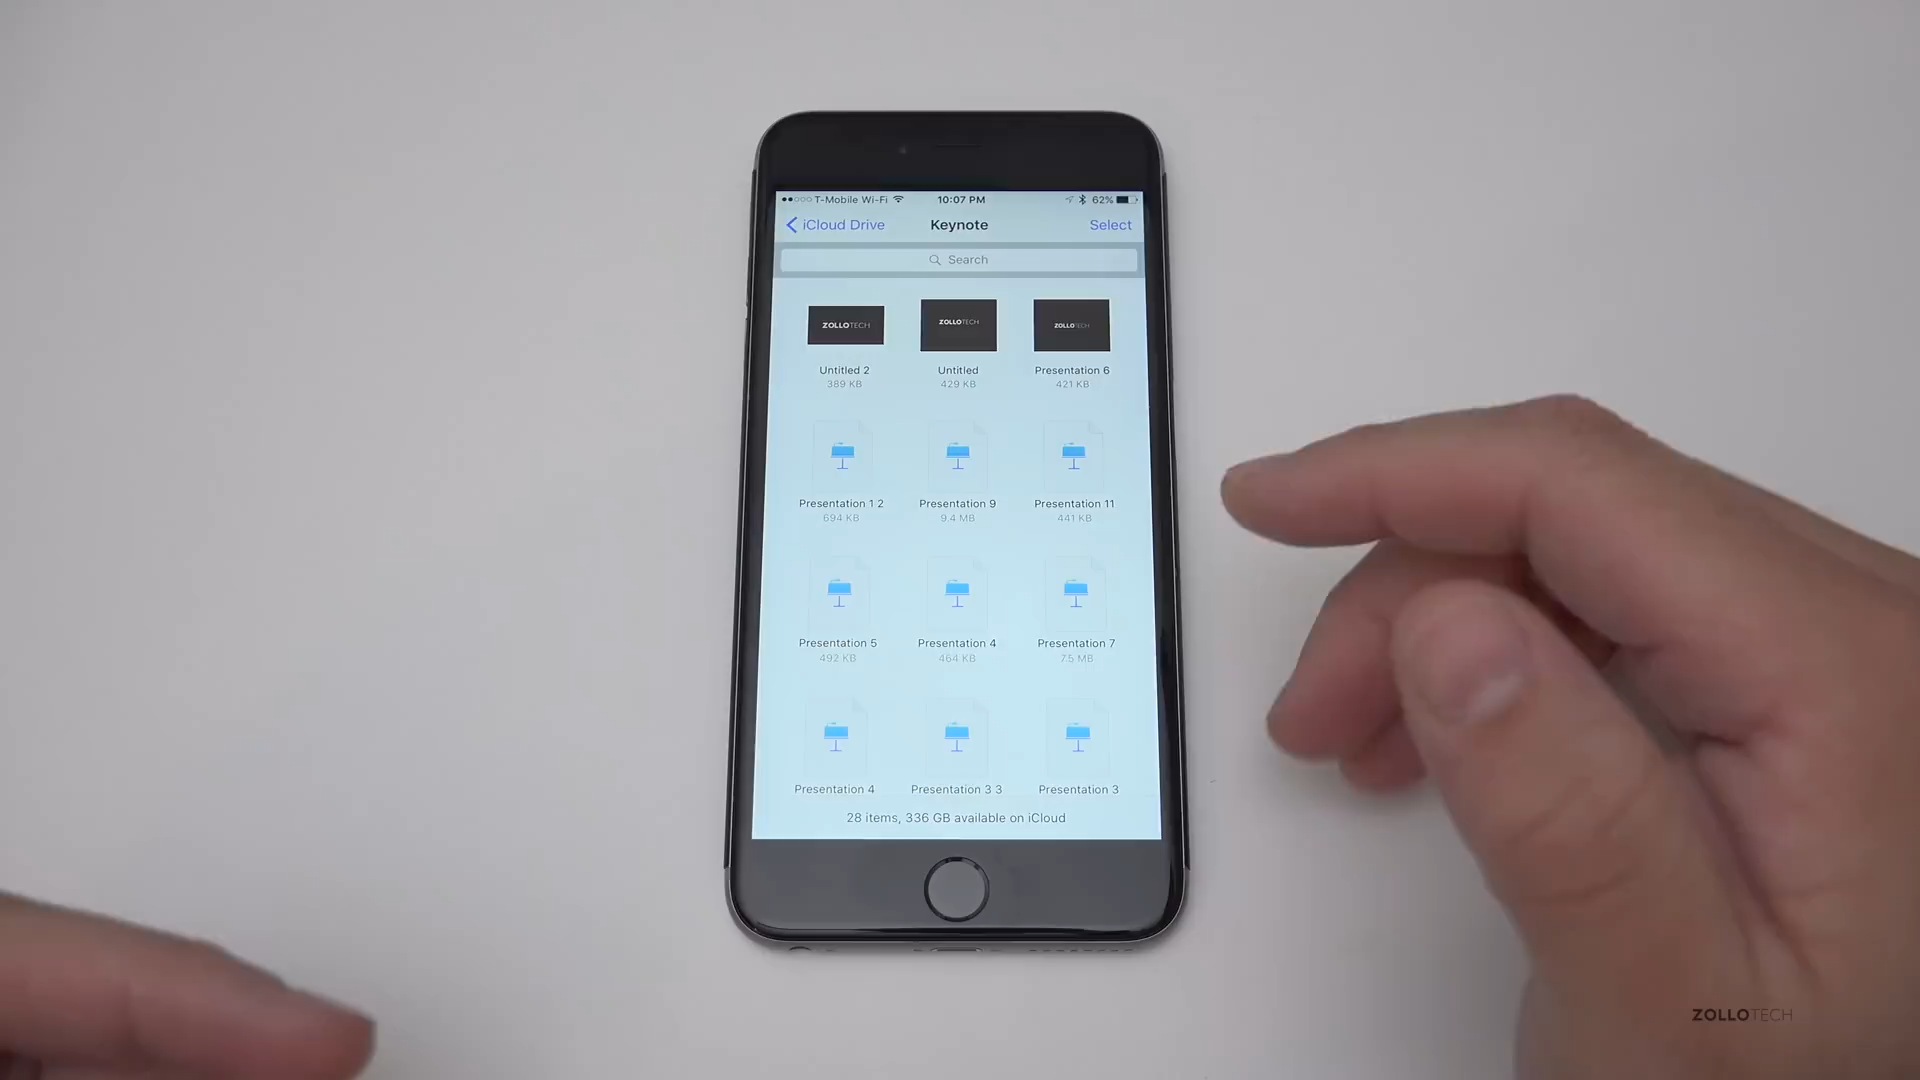 T-Mobile Wi-Fi 10:07 PM 62%
iCloud Drive Keynote Select
Search
ZOLLOTECH ZOLLOTECH ZOLLOTECH
Untitled 2 Untitled Presentation 6
389 KB 429 KB 421 KB
Presentation 1 2 Presentation 9 Presentation 11
694 KB 9.4 MB 441 KB
Presentation 5 Presentation 4 Presentation 7
492 KB 464 KB 7.5 MB
Presentation 4 Presentation 3 3 Presentation 3
28 items, 336 GB available on iCloud
ZOLLOTECH